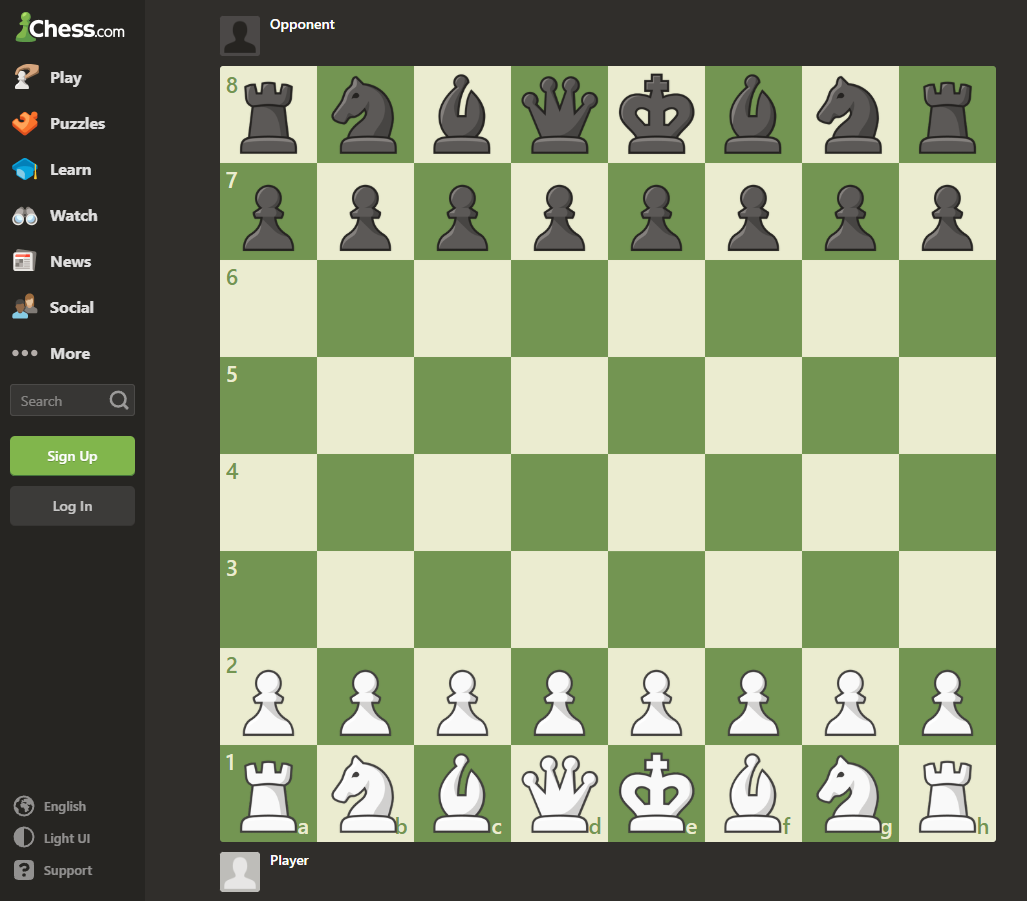 Chess.com
Play
Puzzles
Learn
Watch
News
Social
More
Search
Sign Up
Log In
English
Light UI
Support
Opponent
8
7
6
5
4
3
2
1
a b c d e f g h
Player